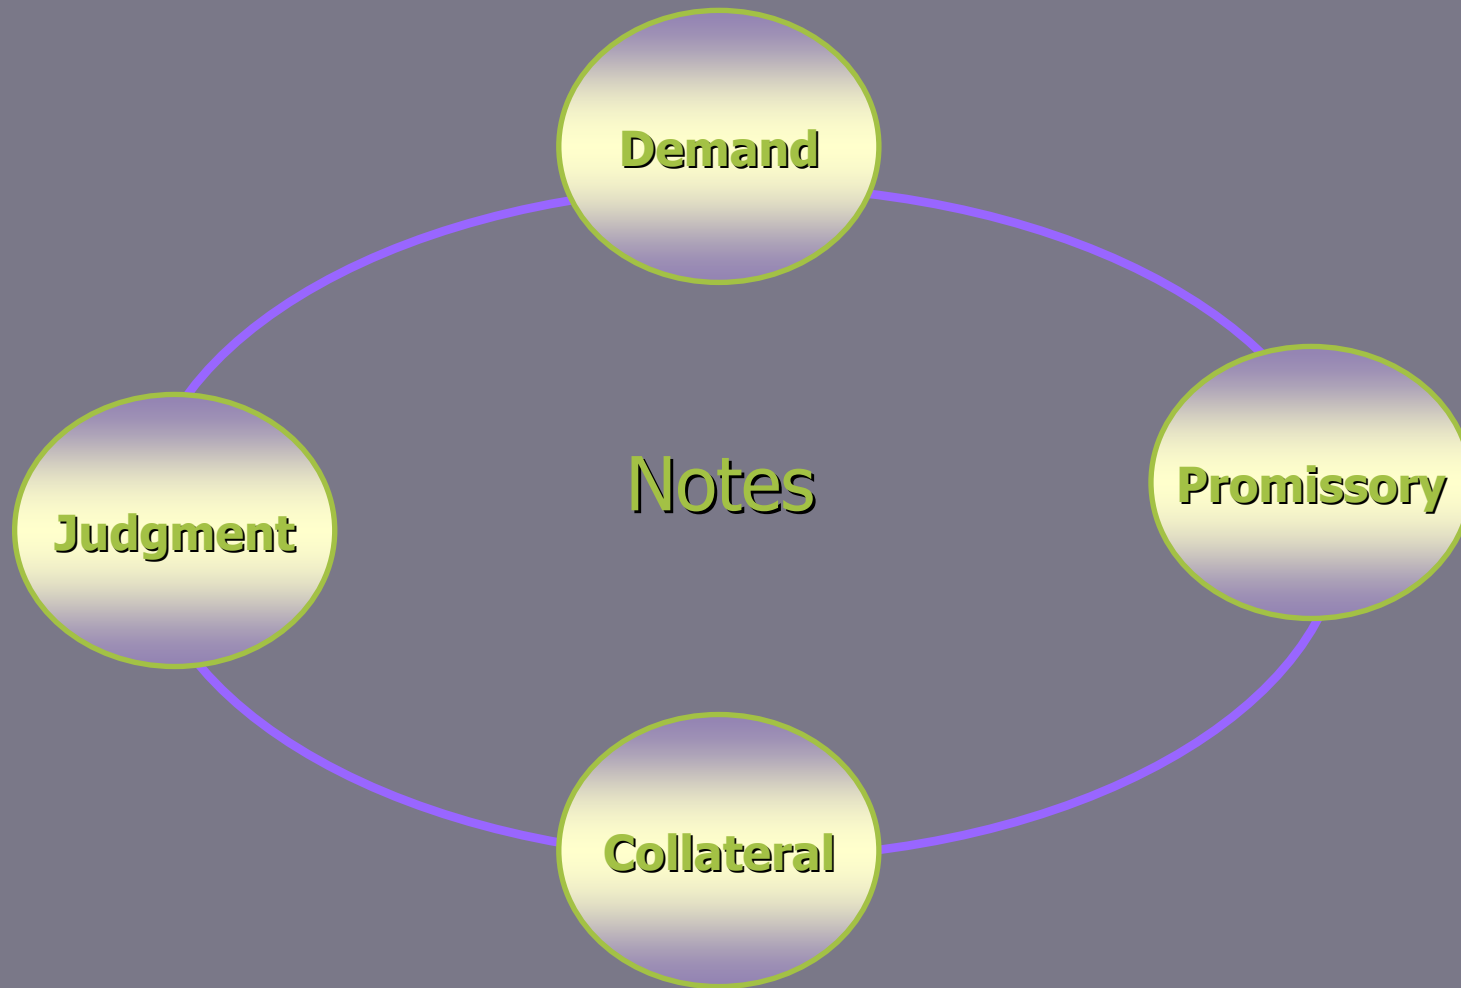 Demand
Notes
Promissory
Judgment
Collateral